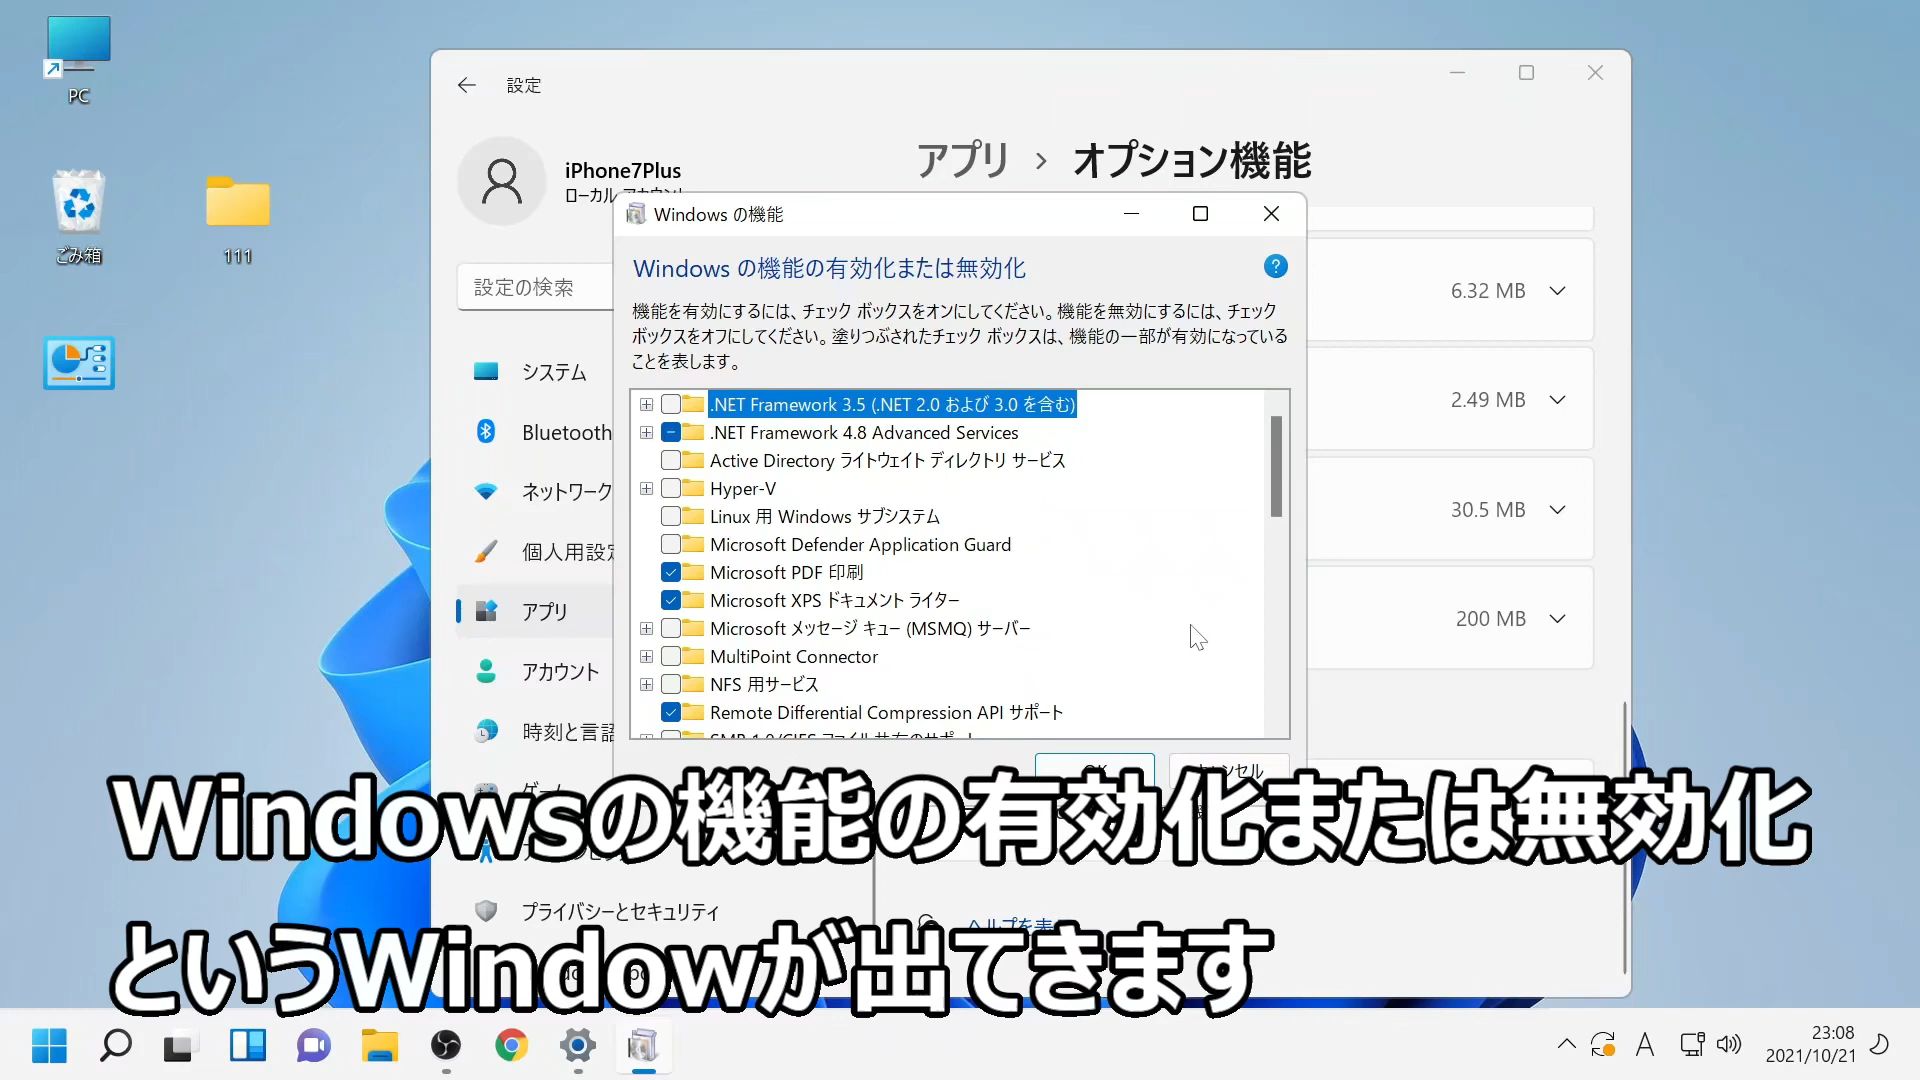 PC
ごみ箱
111
設定
iPhone7Plus
アプリ › オプション機能
設定の検索
システム
Bluetooth
ネットワーク
個人用設定
アプリ
アカウント
時刻と言語
プライバシーとセキュリティ
6.32 MB
2.49 MB
30.5 MB
200 MB
Windows の機能
Windows の機能の有効化または無効化
機能を有効にするには、チェック ボックスをオンにしてください。機能を無効にするには、チェック
ボックスをオフにしてください。塗りつぶされたチェック ボックスは、機能の一部が有効になっている
ことを表します。
.NET Framework 3.5 (.NET 2.0 および 3.0 を含む)
.NET Framework 4.8 Advanced Services
Active Directory ライトウェイト ディレクトリ サービス
Hyper-V
Linux 用 Windows サブシステム
Microsoft Defender Application Guard
Microsoft PDF 印刷
Microsoft XPS ドキュメント ライター
Microsoft メッセージ キュー (MSMQ) サーバー
MultiPoint Connector
NFS 用サービス
Remote Differential Compression API サポート
OK
キャンセル
Windowsの機能の有効化または無効化
というWindowが出てきます
A
23:08
2021/10/21